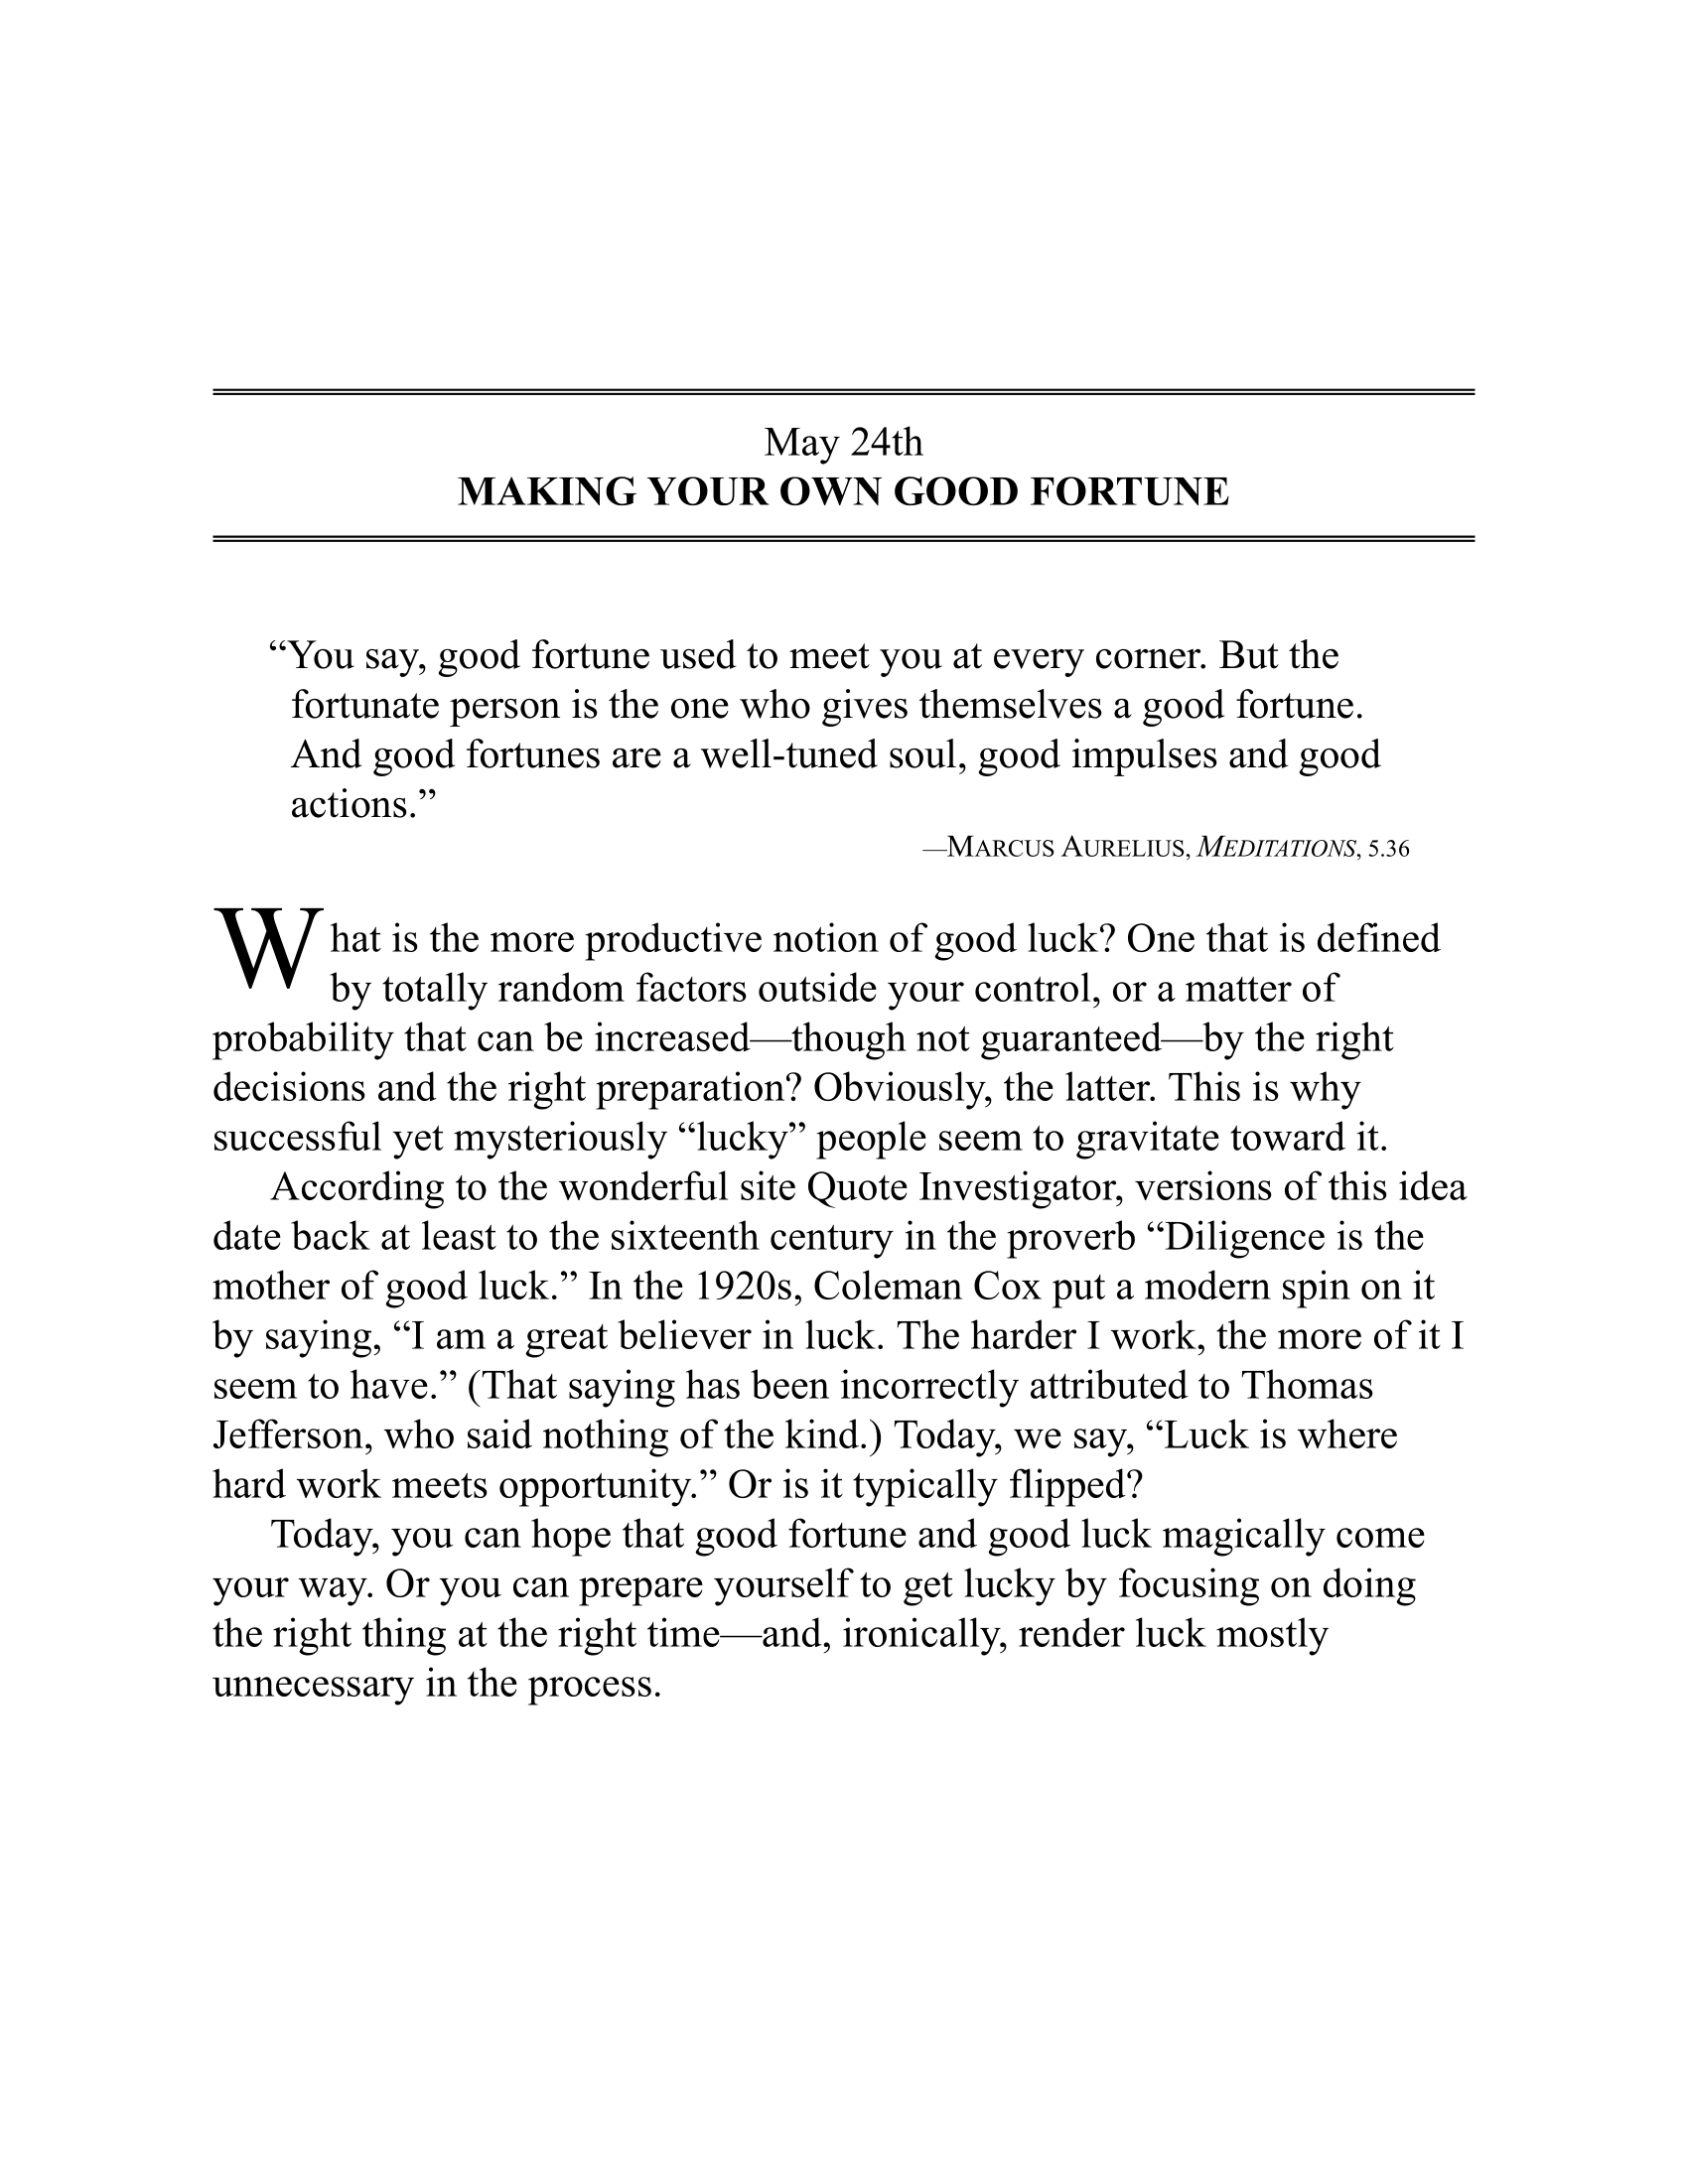 May 24th
MAKING YOUR OWN GOOD FORTUNE
“You say, good fortune used to meet you at every corner. But the
fortunate person is the one who gives themselves a good fortune.
And good fortunes are a well-tuned soul, good impulses and good
actions.”
—MARCUS AURELIUS, MEDITATIONS, 5.36
What is the more productive notion of good luck? One that is defined
by totally random factors outside your control, or a matter of
probability that can be increased—though not guaranteed—by the right
decisions and the right preparation? Obviously, the latter. This is why
successful yet mysteriously “lucky” people seem to gravitate toward it.
According to the wonderful site Quote Investigator, versions of this idea
date back at least to the sixteenth century in the proverb “Diligence is the
mother of good luck.” In the 1920s, Coleman Cox put a modern spin on it
by saying, “I am a great believer in luck. The harder I work, the more of it I
seem to have.” (That saying has been incorrectly attributed to Thomas
Jefferson, who said nothing of the kind.) Today, we say, “Luck is where
hard work meets opportunity.” Or is it typically flipped?
Today, you can hope that good fortune and good luck magically come
your way. Or you can prepare yourself to get lucky by focusing on doing
the right thing at the right time—and, ironically, render luck mostly
unnecessary in the process.